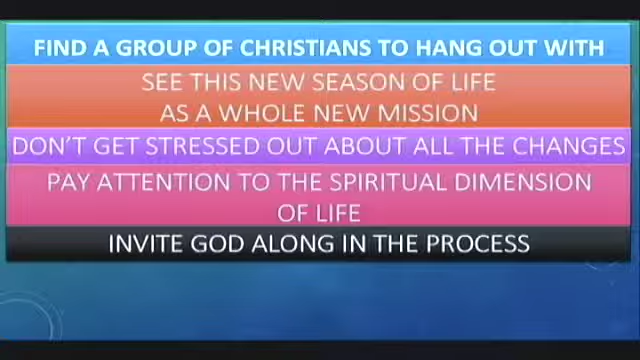 FIND A GROUP OF CHRISTIANS TO HANG OUT WITH
SEE THIS NEW SEASON OF LIFE
AS A WHOLE NEW MISSION
DON'T GET STRESSED OUT ABOUT ALL THE CHANGES
PAY ATTENTION TO THE SPIRITUAL DIMENSION
OF LIFE
INVITE GOD ALONG IN THE PROCESS